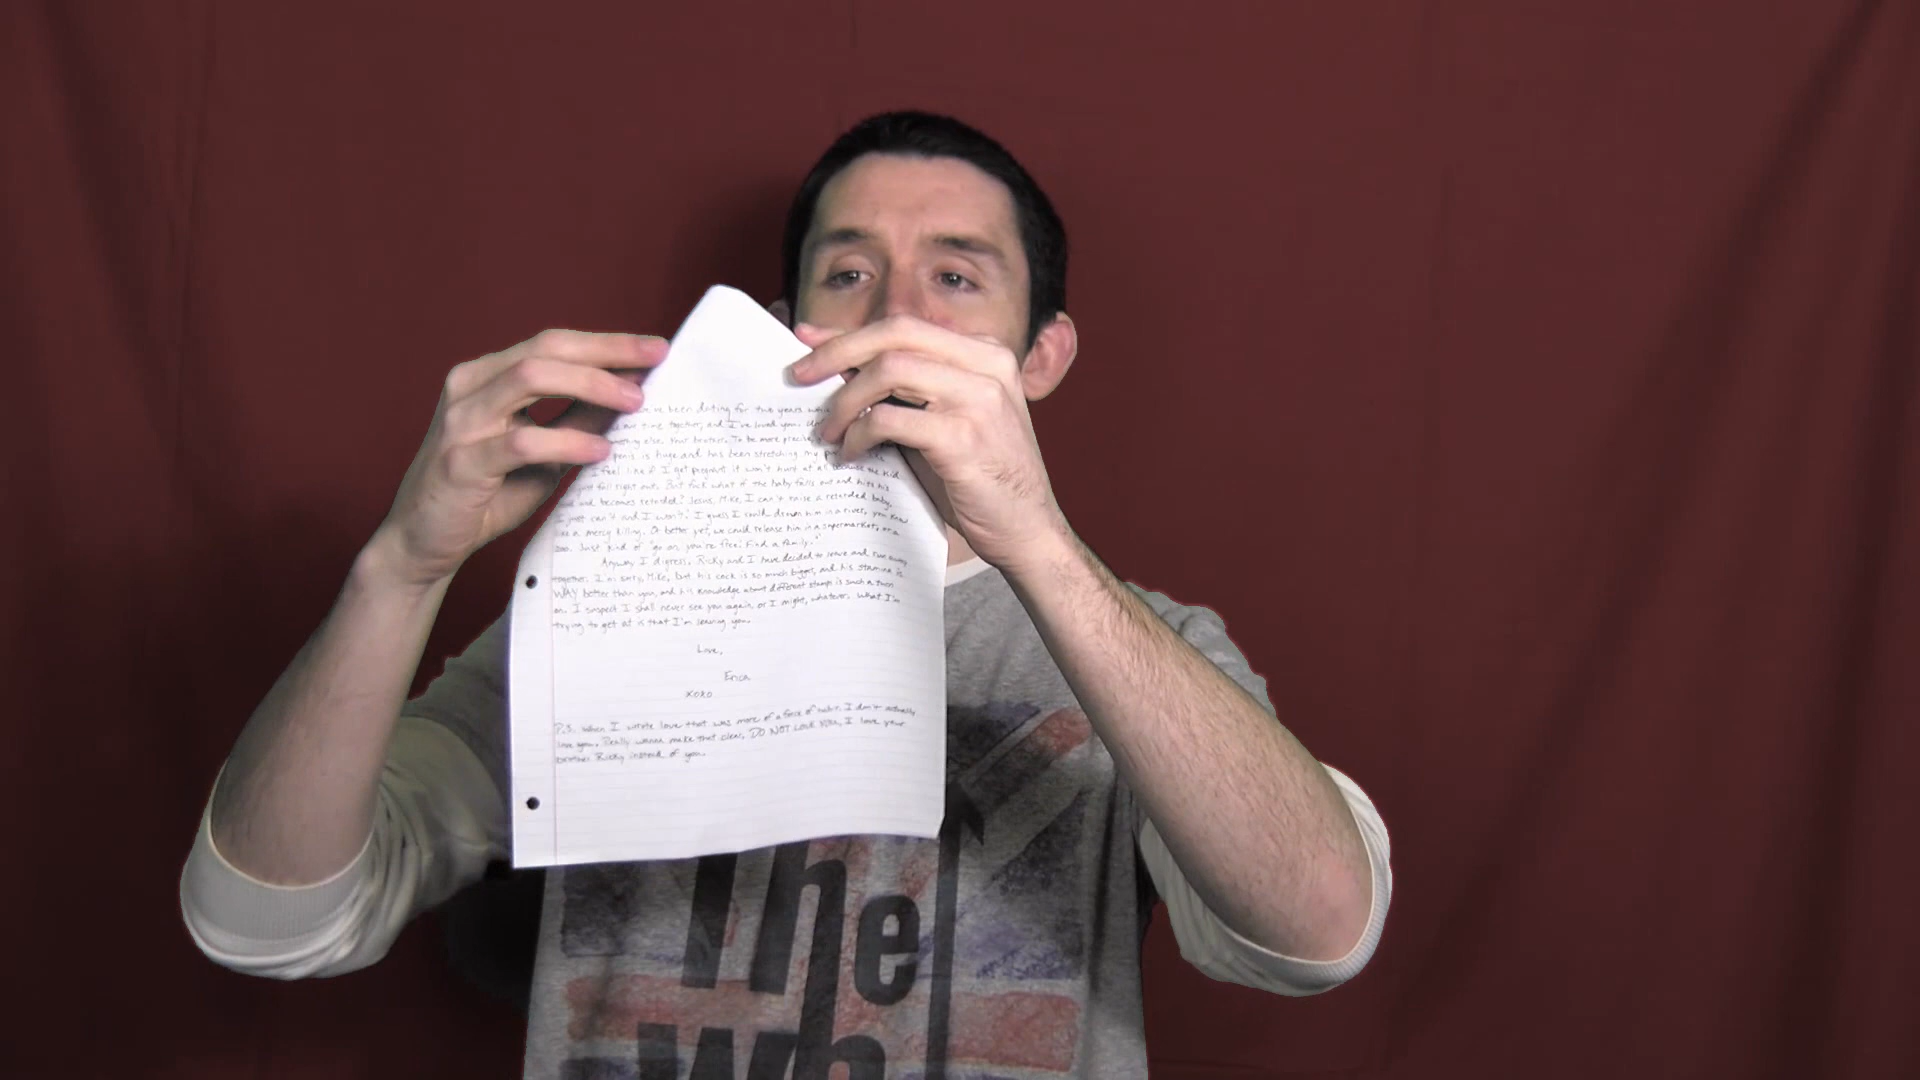 've been dating for two years
our time together, and I've loved you.
something else. Your brother. To be more precise,
penis is huge and has been stretching my
I feel like if I get pregnant it won't hurt at all because the kid
just fall right out. But fuck what if the baby falls out and hits his
and becomes retarded? Jesus, Mike, I can't raise a retarded baby,
I just can't and I won't! I guess I could drown him in a river, you know
like a mercy killing. Or better yet, we could release him in a supermarket, or a
zoo. Just kind of "go on, you're free! Find a family."
Anyway I digress, Ricky and I have decided to leave and run away
together. I'm sorry, Mike, but his cock is so much bigger, and his stamina is
WAY better than you, and his knowledge about different stamps is such a turn
on. I suspect I shall never see you again, or I might, whatever. What I'm
trying to get at is that I'm leaving you.
Love,
Erica
xoxo
P.S. When I wrote love that was more of a force of habit. I don't actually
love you. Really wanna make that clear, DO NOT LOVE YOU, I love your
brother Ricky instead of you.
The
Who